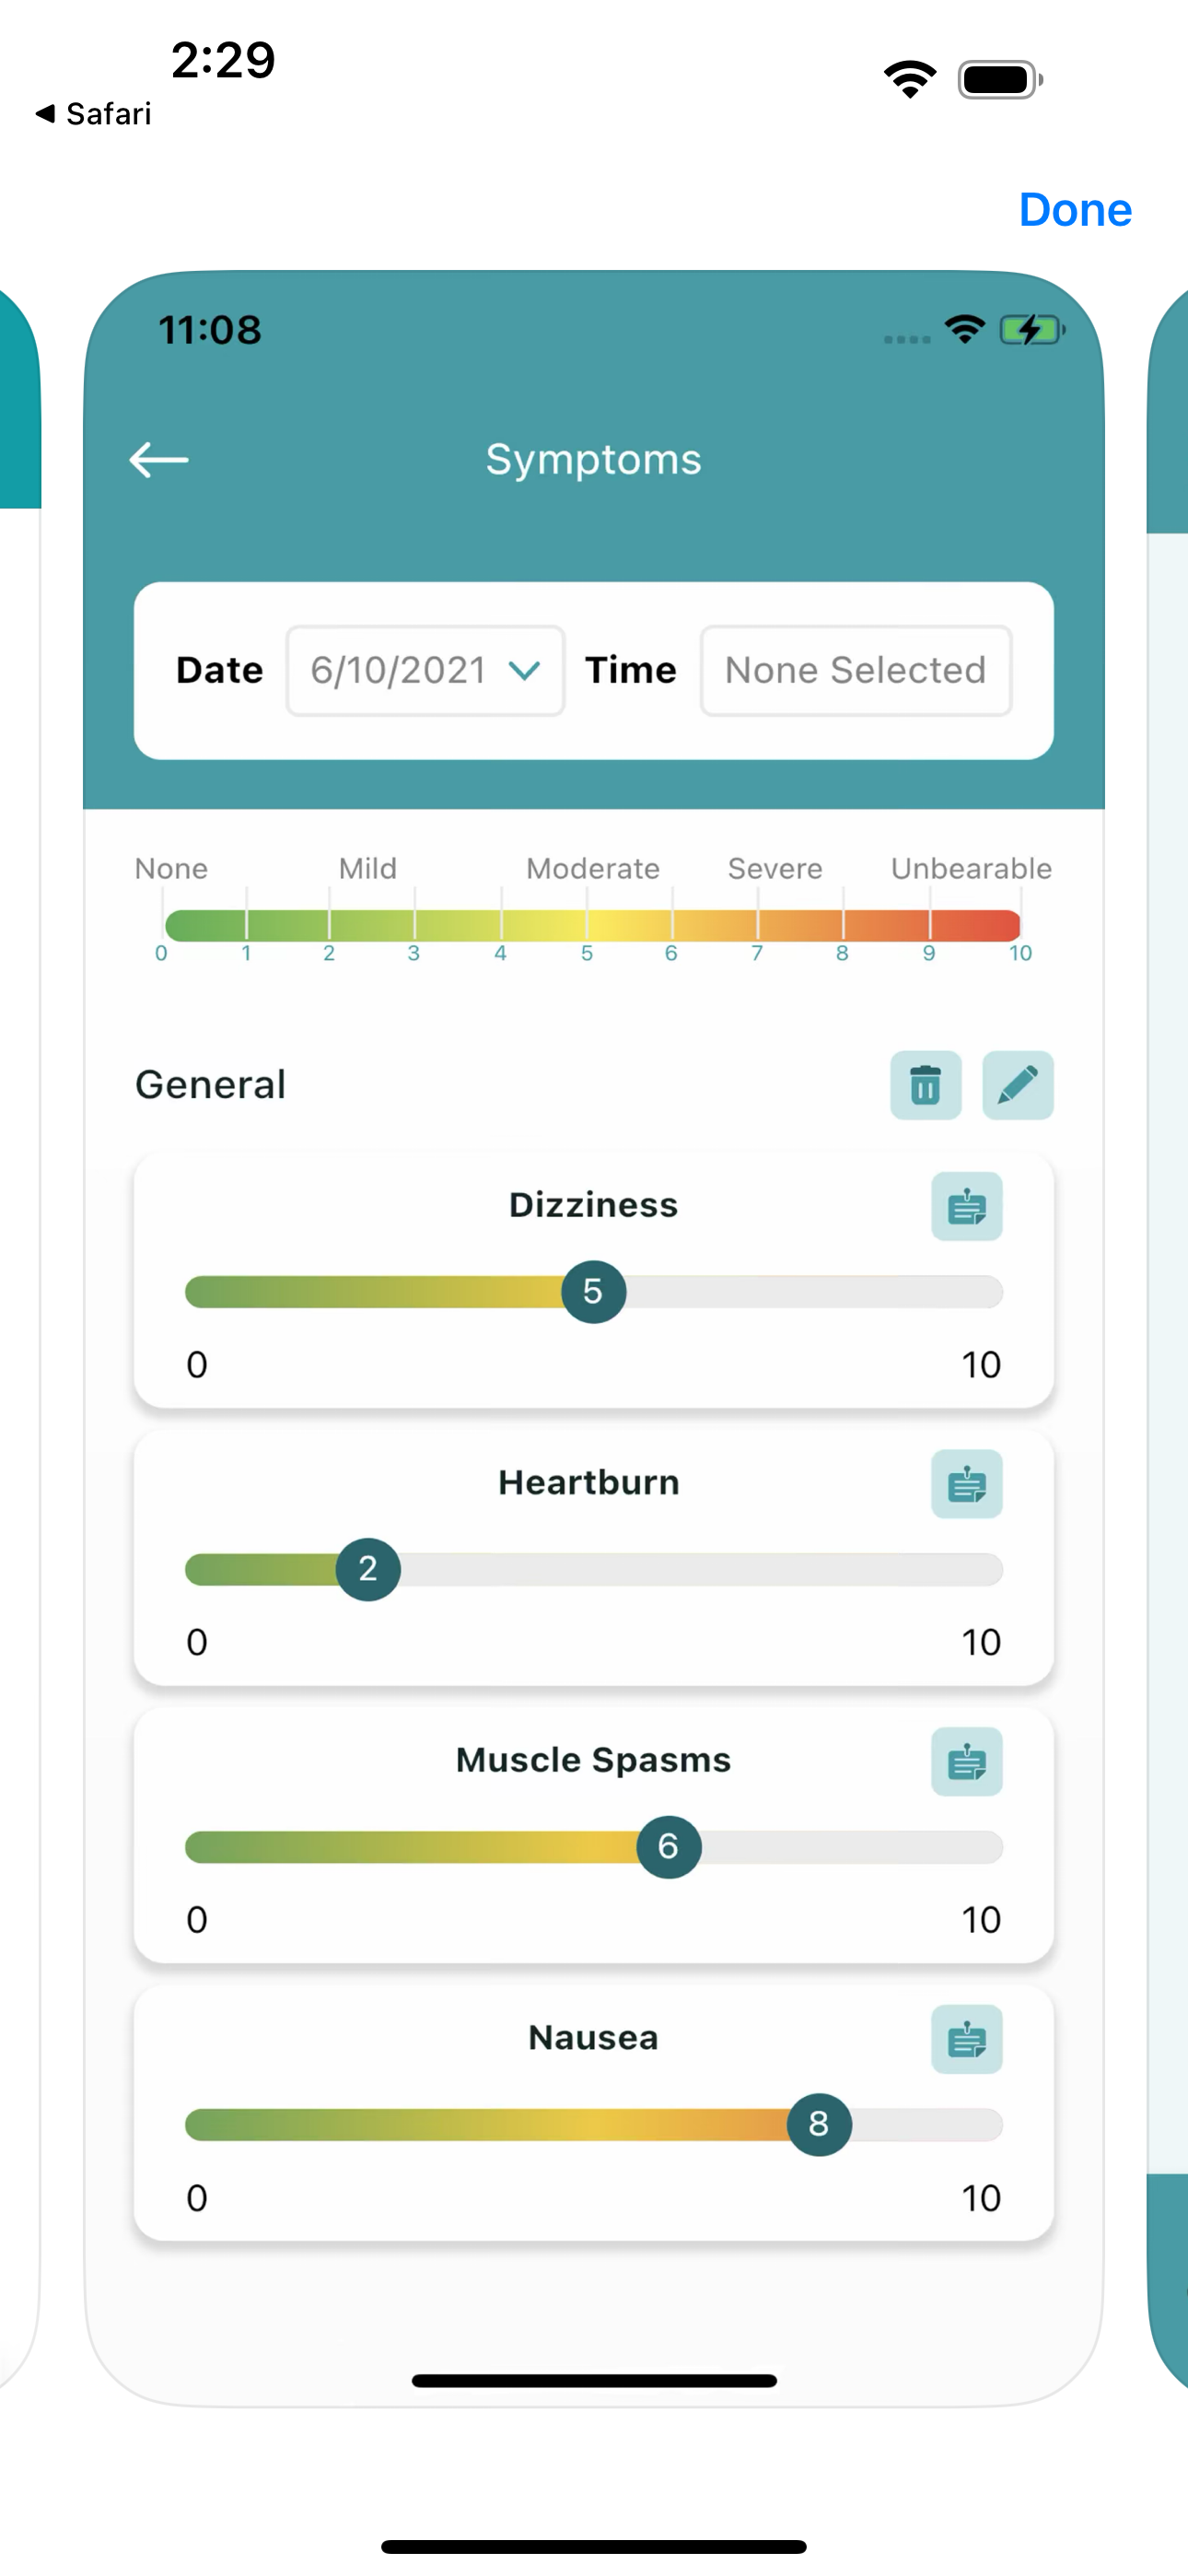 2:29
◀ Safari
Done
11:08
Symptoms
Date 6/10/2021 Time None Selected
None Mild Moderate Severe Unbearable
0 1 2 3 4 5 6 7 8 9 10
General
Dizziness
5
0 10
Heartburn
2
0 10
Muscle Spasms
6
0 10
Nausea
8
0 10